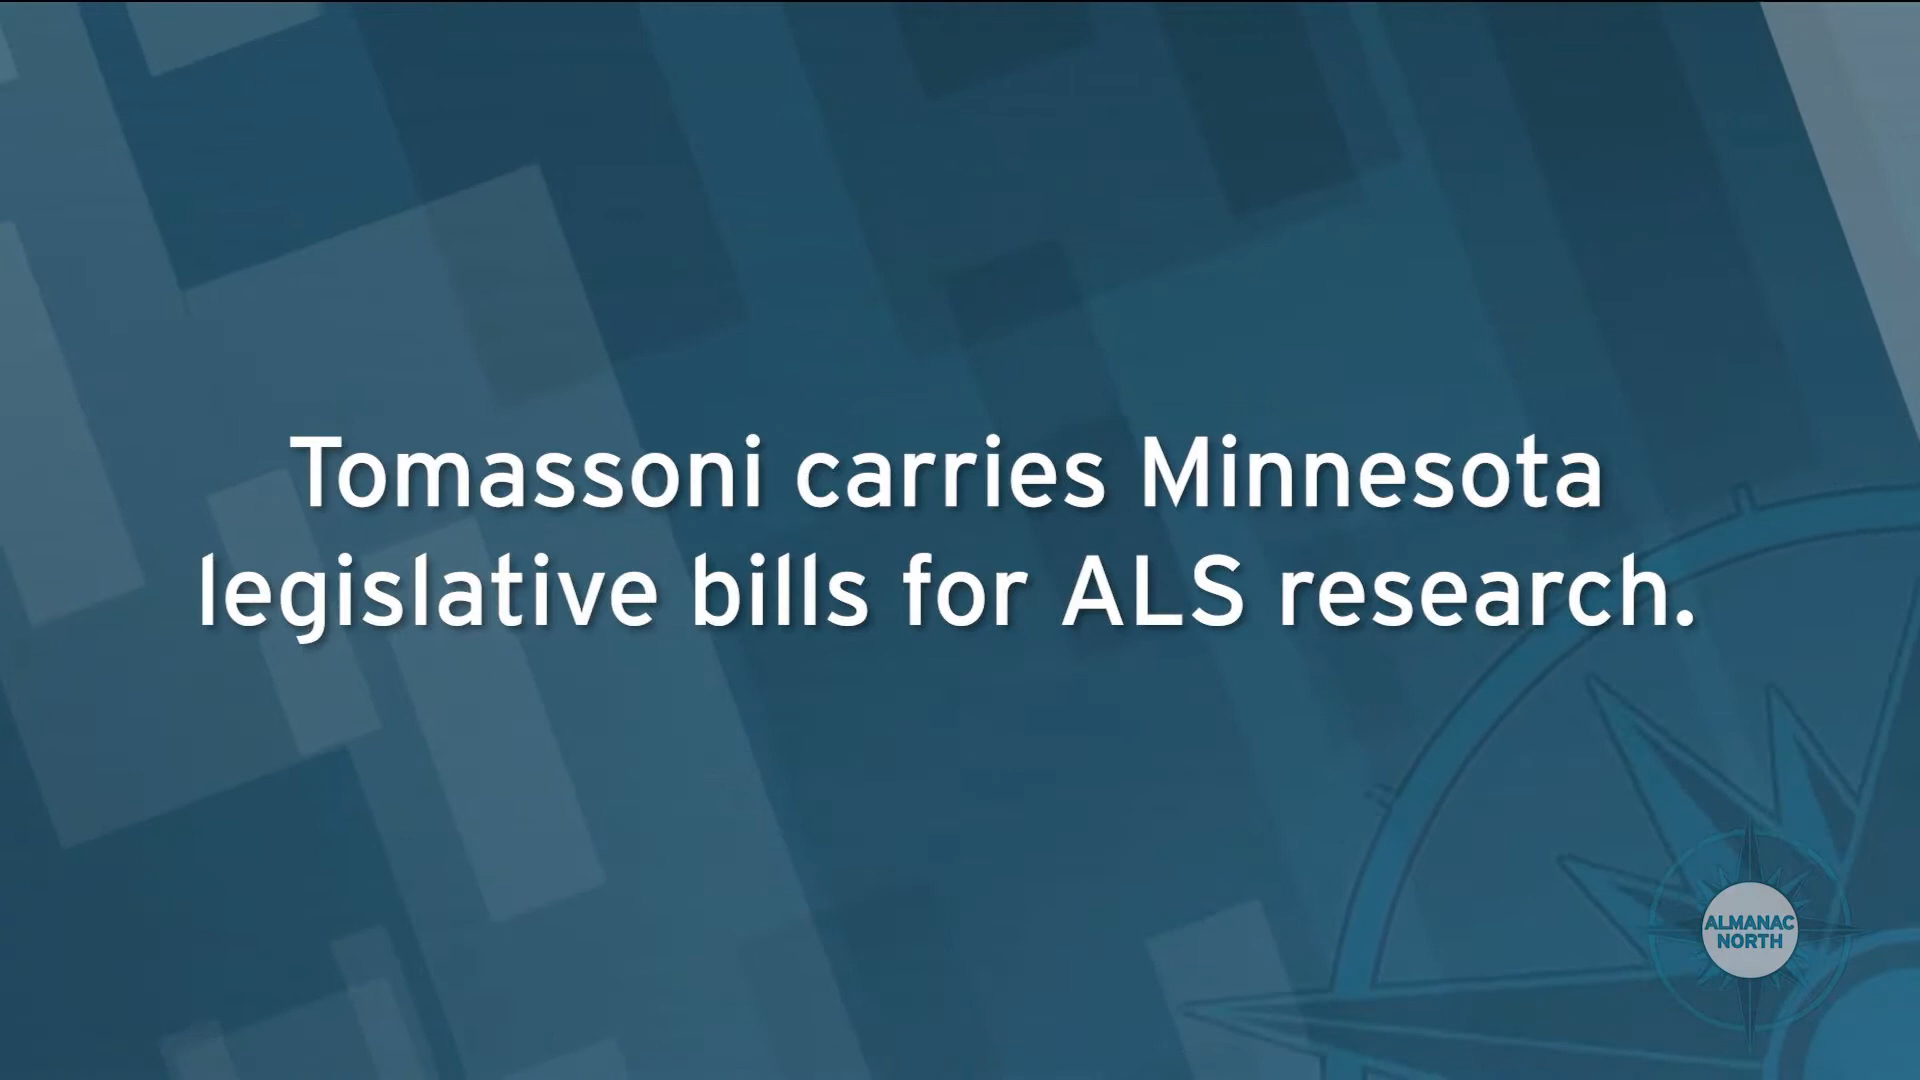 Tomassoni carries Minnesota
legislative bills for ALS research.
ALMANAC
NORTH